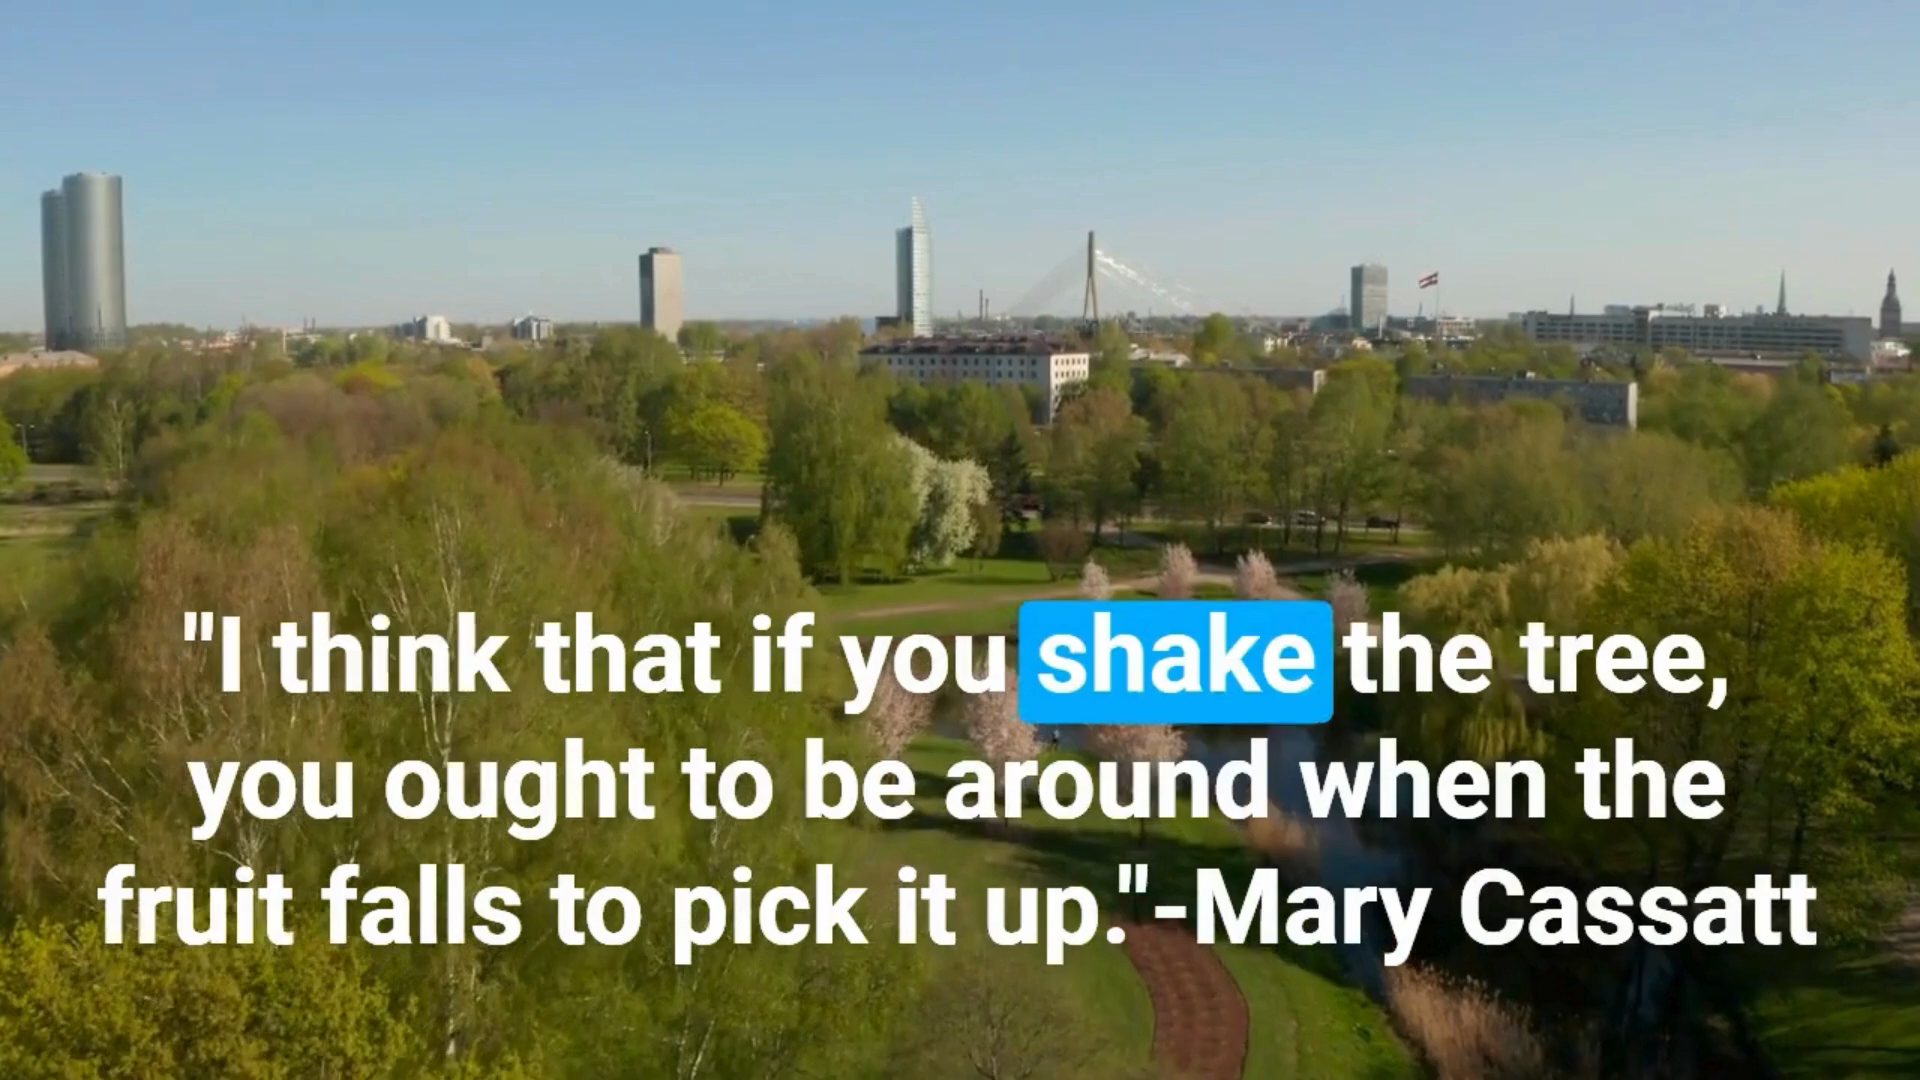 "I think that if you shake the tree,
you ought to be around when the
fruit falls to pick it up."-Mary Cassatt